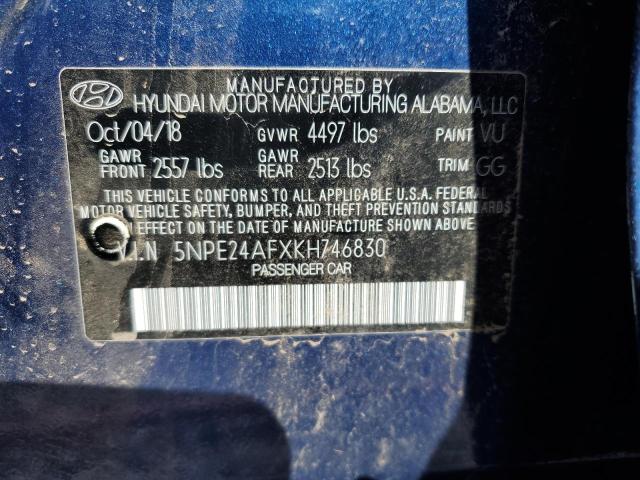 MANUFACTURED BY
HYUNDAI MOTOR MANUFACTURING ALABAMA, LLC
Oct/04/18 GVWR 4497 lbs PAINT VU
GAWR FRONT 2557 lbs GAWR REAR 2513 lbs TRIM GG
THIS VEHICLE CONFORMS TO ALL APPLICABLE U.S.A. FEDERAL
MOTOR VEHICLE SAFETY, BUMPER, AND THEFT PREVENTION STANDARDS
IN EFFECT ON THE DATE OF MANUFACTURE SHOWN ABOVE.
V.I.N 5NPE24AFXKH746830
PASSENGER CAR